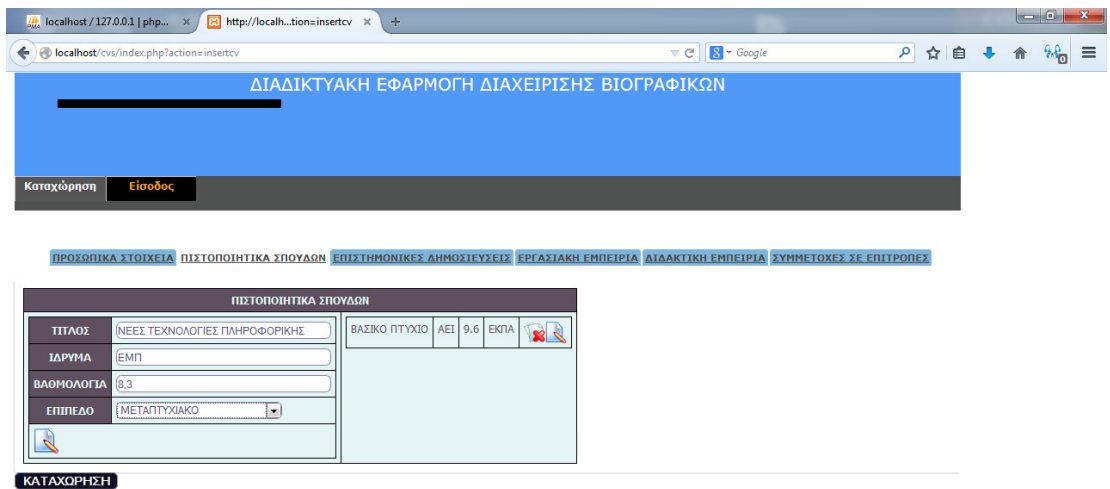 localhost / 127.0.0.1 | php... × http://localh...tion=insertcv × +
localhost/cvs/index.php?action=insertcv Google
ΔΙΑΔΙΚΤΥΑΚΗ ΕΦΑΡΜΟΓΗ ΔΙΑΧΕΙΡΙΣΗΣ ΒΙΟΓΡΑΦΙΚΩΝ
Καταχώρηση Είσοδος
ΠΡΟΣΩΠΙΚΑ ΣΤΟΙΧΕΙΑ ΠΙΣΤΟΠΟΙΗΤΙΚΑ ΣΠΟΥΔΩΝ ΕΠΙΣΤΗΜΟΝΙΚΕΣ ΔΗΜΟΣΙΕΥΣΕΙΣ ΕΡΓΑΣΙΑΚΗ ΕΜΠΕΙΡΙΑ ΔΙΔΑΚΤΙΚΗ ΕΜΠΕΙΡΙΑ ΣΥΜΜΕΤΟΧΕΣ ΣΕ ΕΠΙΤΡΟΠΕΣ
ΠΙΣΤΟΠΟΙΗΤΙΚΑ ΣΠΟΥΔΩΝ
ΤΙΤΛΟΣ ΝΕΕΣ ΤΕΧΝΟΛΟΓΙΕΣ ΠΛΗΡΟΦΟΡΙΚΗΣ ΒΑΣΙΚΟ ΠΤΥΧΙΟ ΑΕΙ 9.6 ΕΚΠΑ
ΙΔΡΥΜΑ ΕΜΠ
ΒΑΘΜΟΛΟΓΙΑ 8,3
ΕΠΙΠΕΔΟ ΜΕΤΑΠΤΥΧΙΑΚΟ
ΚΑΤΑΧΩΡΗΣΗ